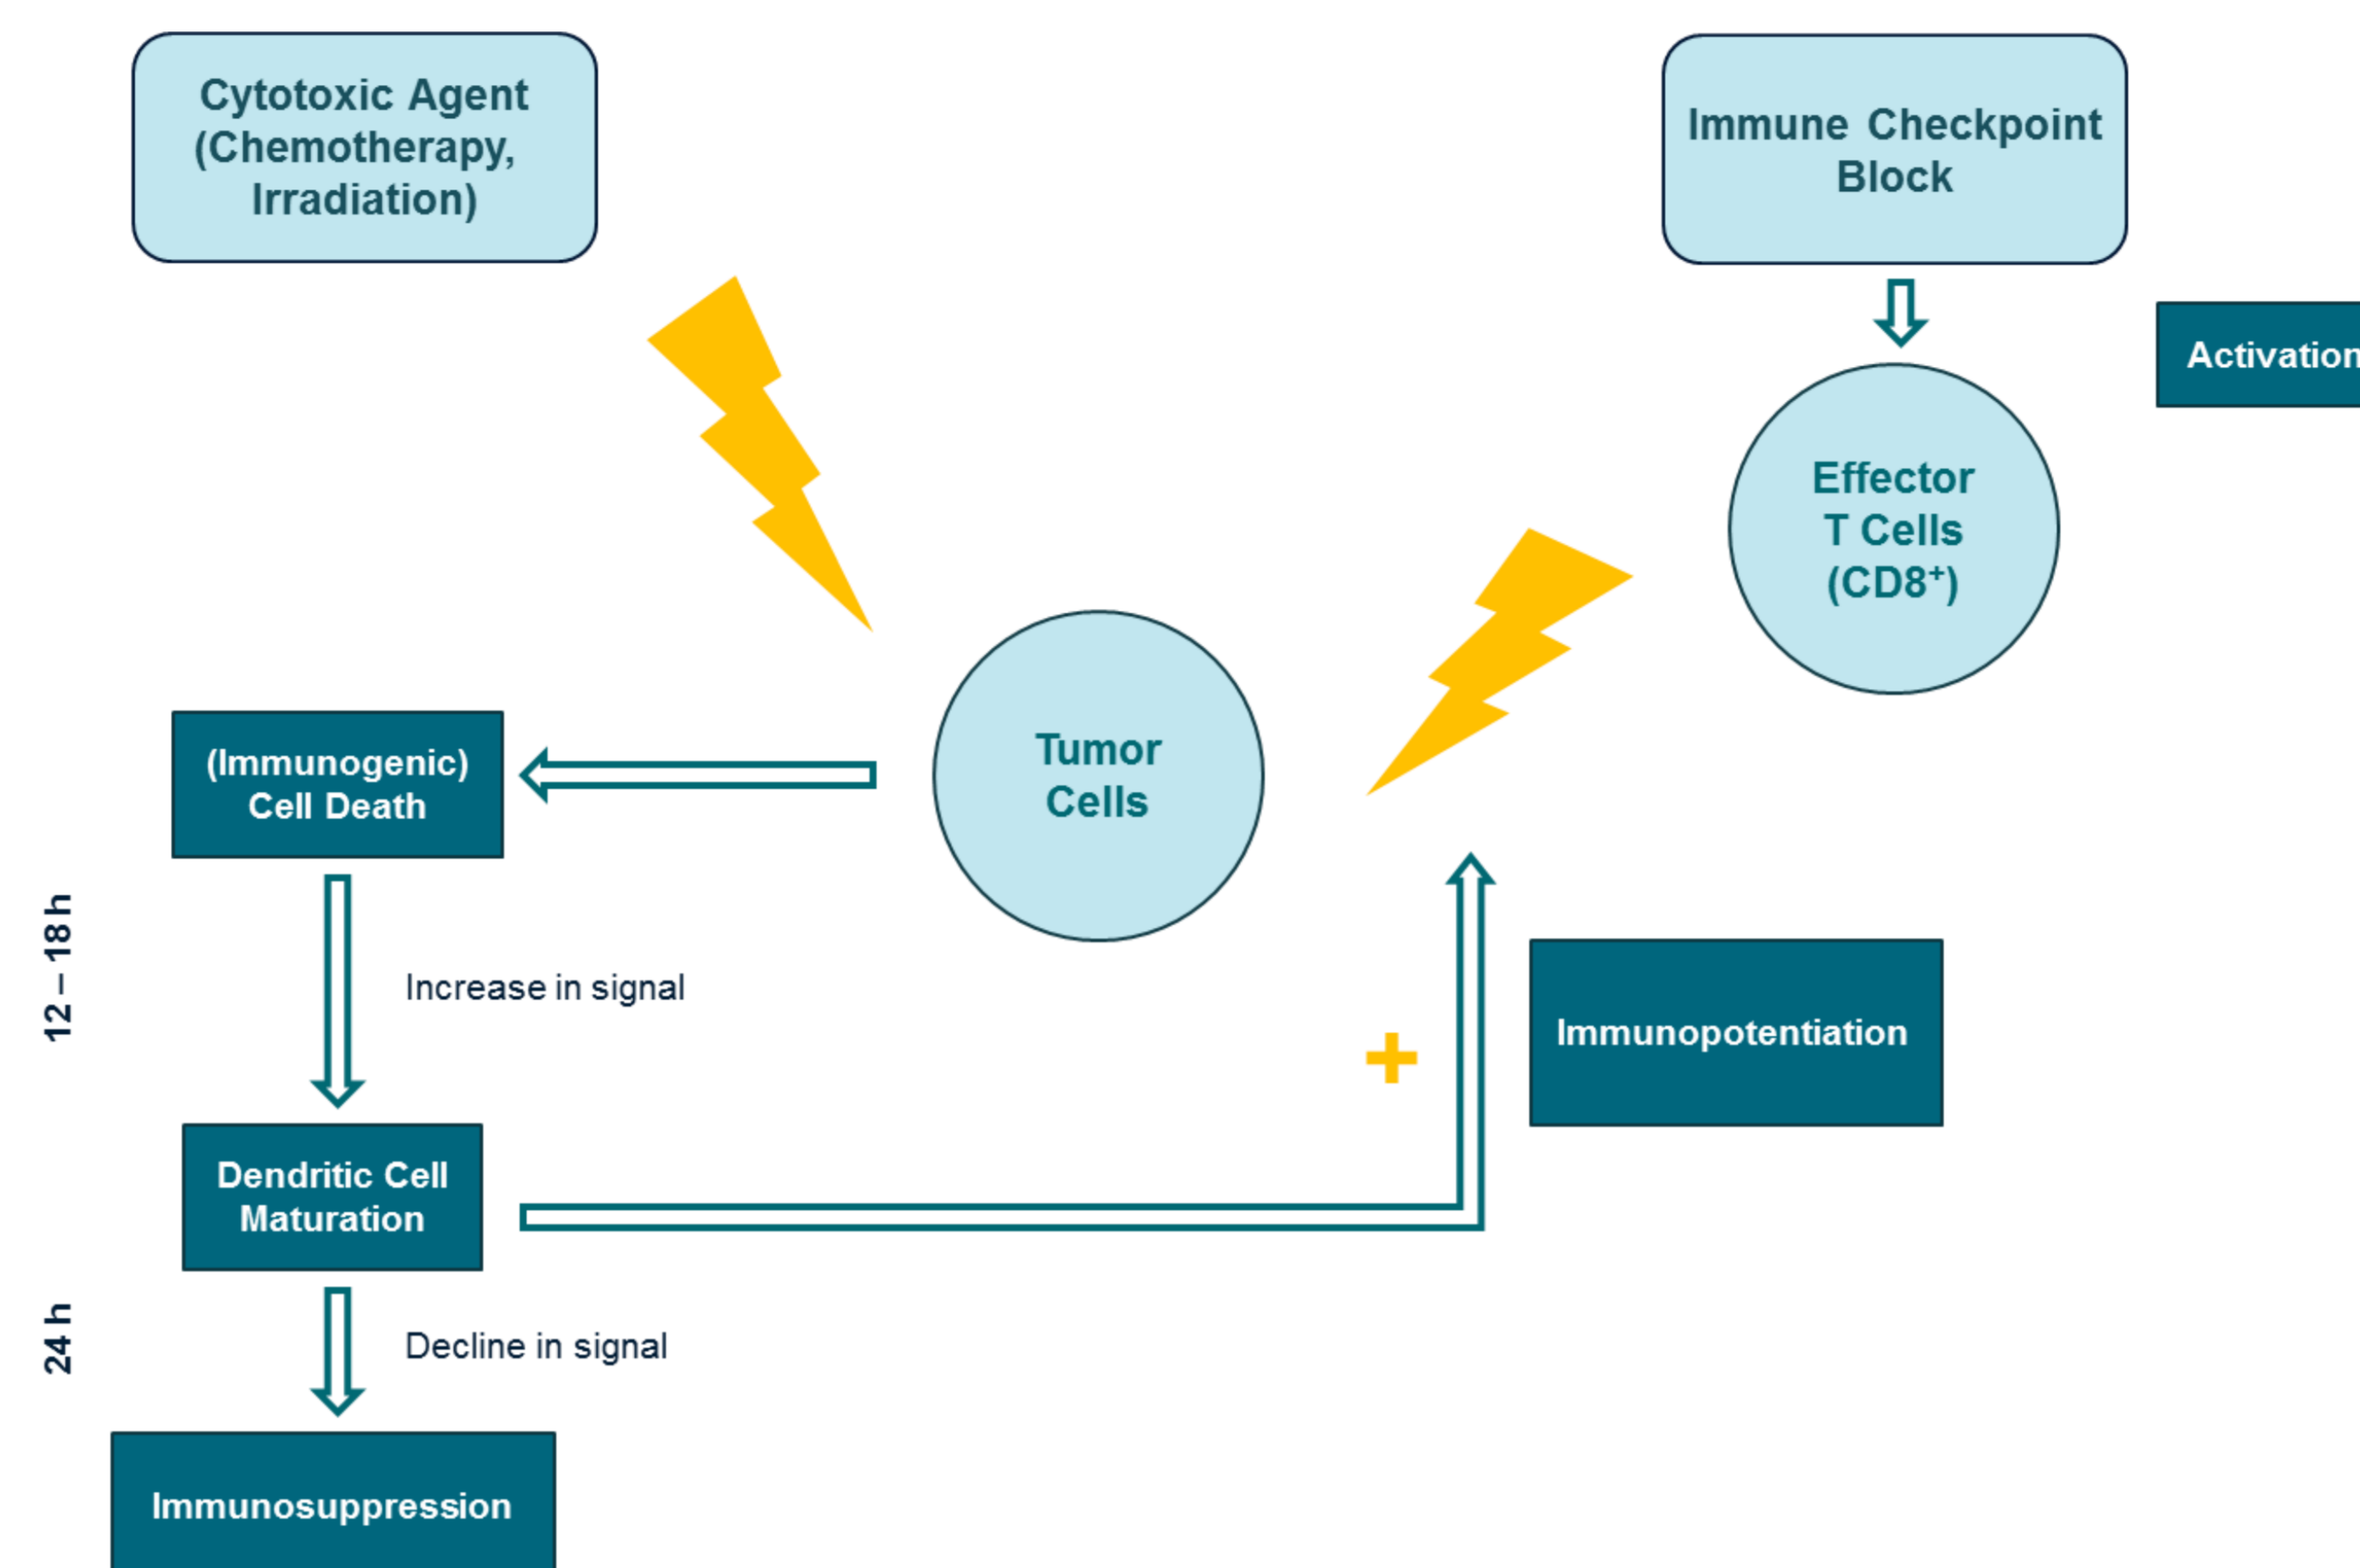 Cytotoxic Agent
(Chemotherapy,
Irradiation)
Immune Checkpoint
Block
Activation
Effector
T Cells
(CD8⁺)
Tumor
Cells
(Immunogenic)
Cell Death
12 – 18 h
Increase in signal
Immunopotentiation
Dendritic Cell
Maturation
24 h
Decline in signal
Immunosuppression